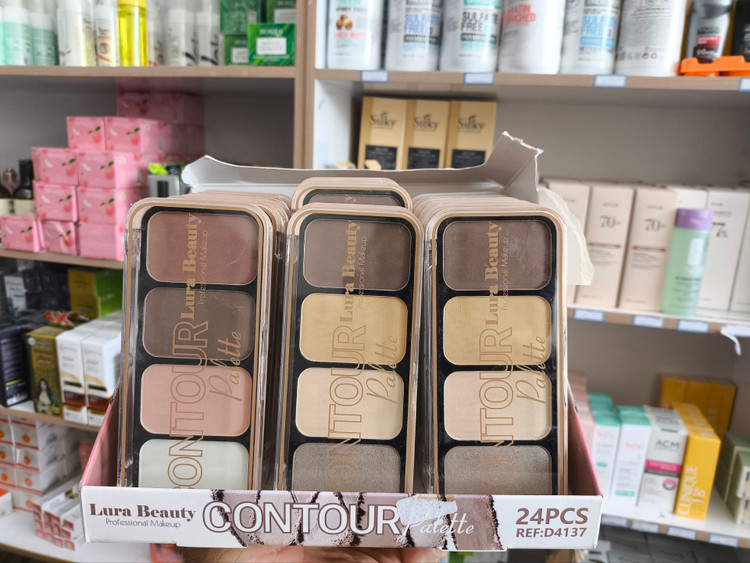 SULFATE
FREE
Silky
Silky
Silky
70%
70%
ACM
CLINIQUE
Lura Beauty
Professional Makeup
CONTOUR
Palette
Lura Beauty
Professional Makeup
CONTOUR
Palette
Lura Beauty
Professional Makeup
CONTOUR
Palette
Lura Beauty
Professional Makeup
CONTOUR
Palette
24PCS
REF:D4137